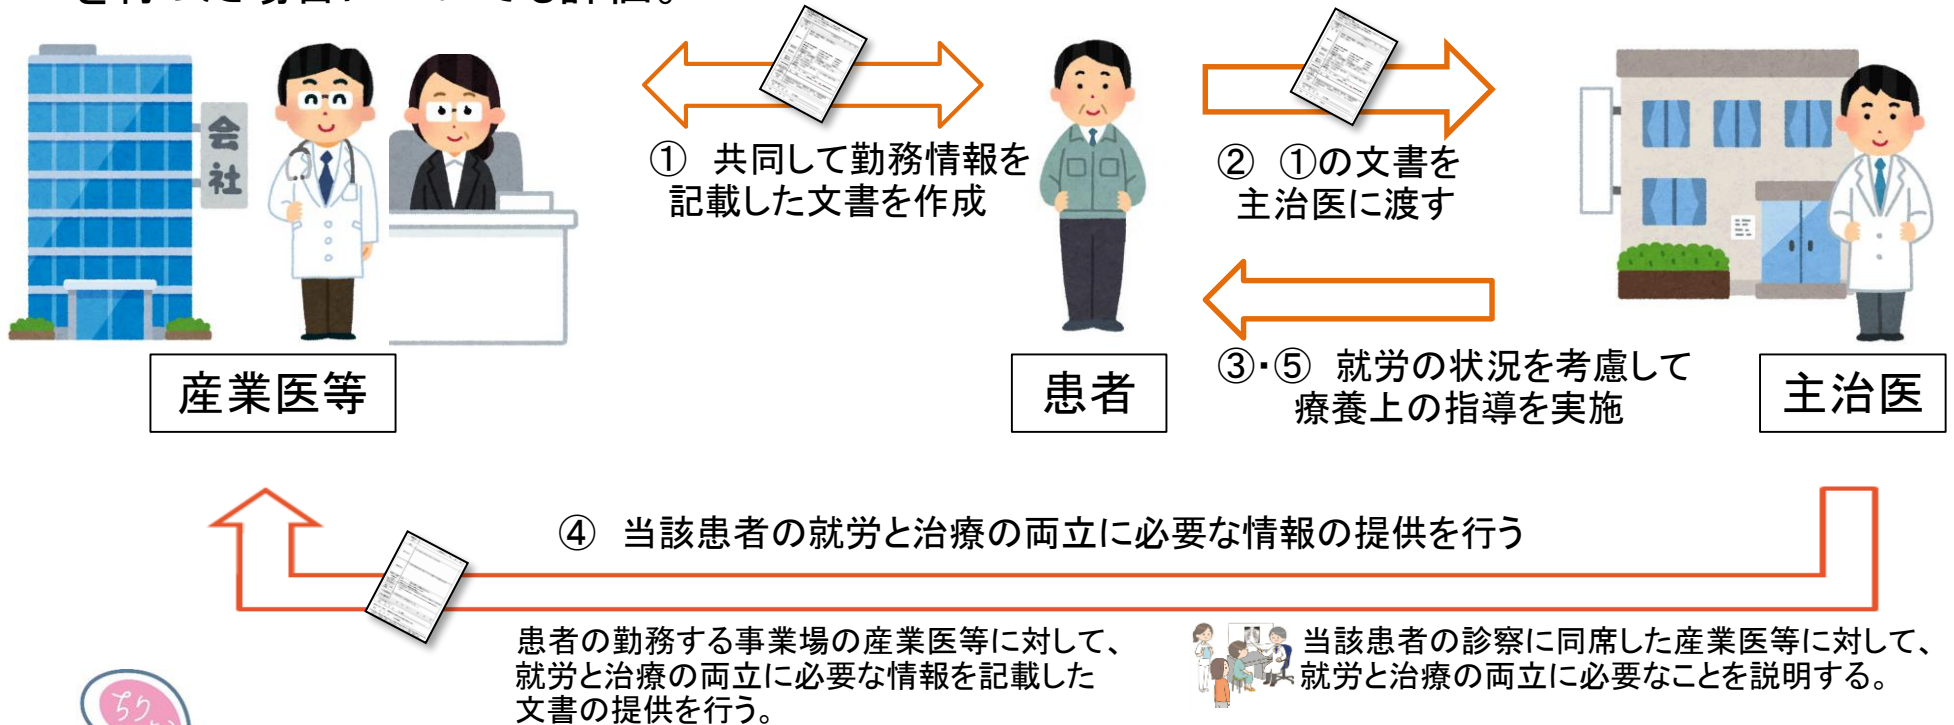 会社
① 共同して勤務情報を
記載した文書を作成
② ①の文書を
主治医に渡す
③・⑤ 就労の状況を考慮して
療養上の指導を実施
産業医等
患者
主治医
④ 当該患者の就労と治療の両立に必要な情報の提供を行う
患者の勤務する事業場の産業医等に対して、
就労と治療の両立に必要な情報を記載した
文書の提供を行う。
当該患者の診察に同席した産業医等に対して、
就労と治療の両立に必要なことを説明する。